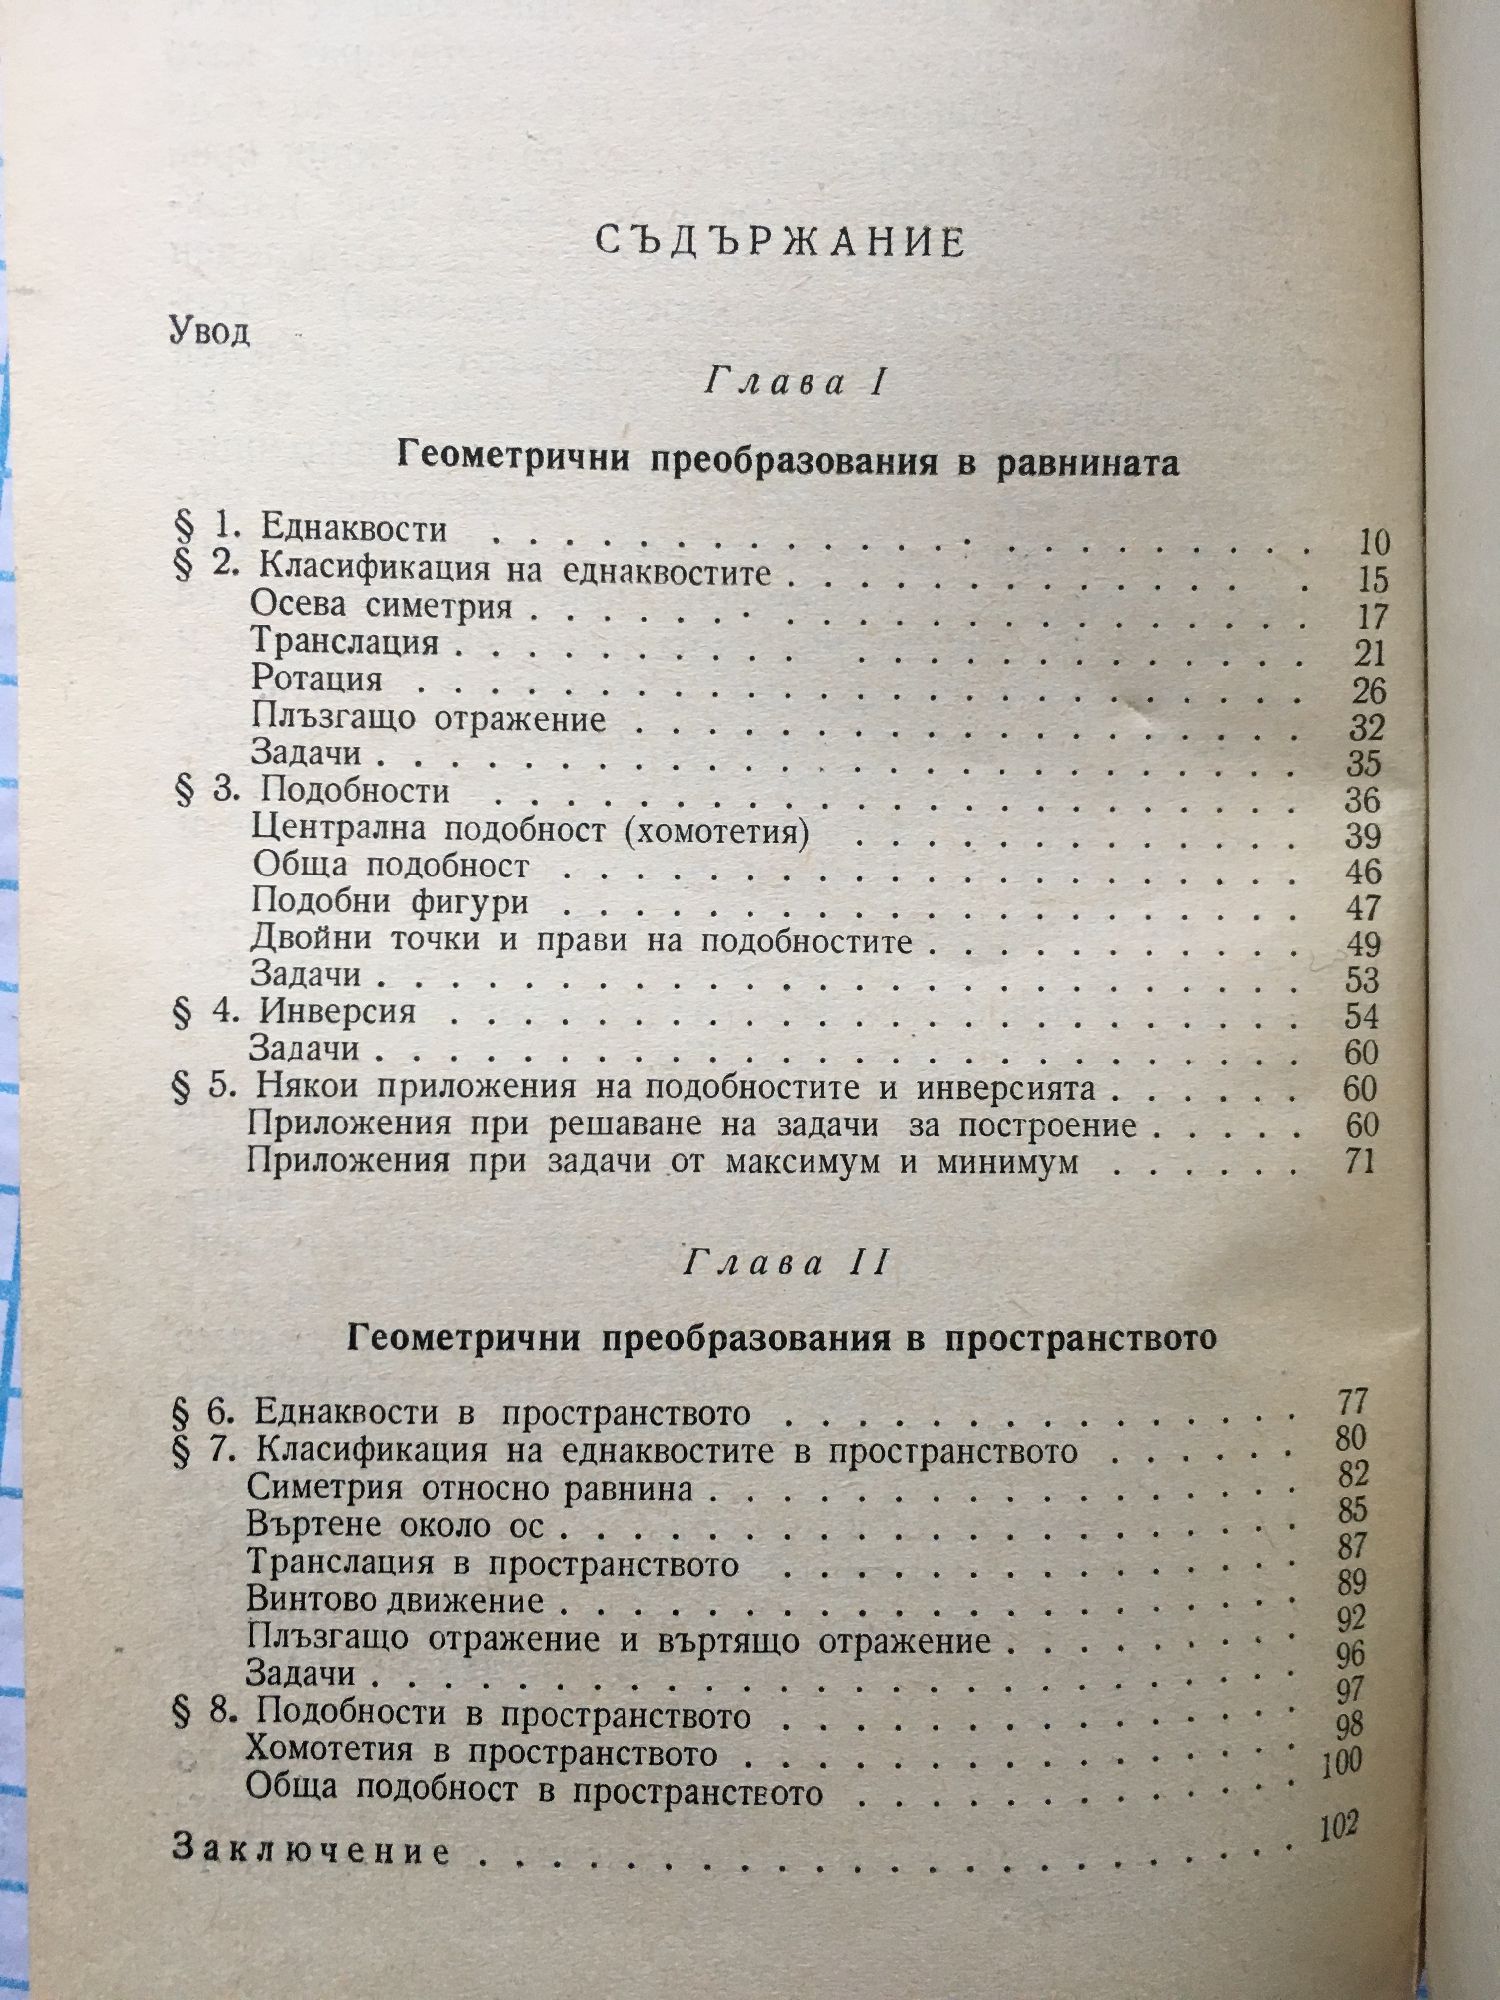 СЪДЪРЖАНИЕ
Увод
Глава I
Геометрични преобразования в равнината
§ 1. Еднаквости . . . . . . . . . . . . . . . . . . . . . . . 10
§ 2. Класификация на еднаквостите . . . . . . . . . . . . . . 15
Осева симетрия . . . . . . . . . . . . . . . . . . . . . 17
Транслация . . . . . . . . . . . . . . . . . . . . . . 21
Ротация . . . . . . . . . . . . . . . . . . . . . . . . 26
Плъзгащо отражение . . . . . . . . . . . . . . . . . . . 32
Задачи . . . . . . . . . . . . . . . . . . . . . . . . . 35
§ 3. Подобности . . . . . . . . . . . . . . . . . . . . . . 36
Централна подобност (хомотетия) . . . . . . . . . . . . . 39
Обща подобност . . . . . . . . . . . . . . . . . . . . 46
Подобни фигури . . . . . . . . . . . . . . . . . . . . 47
Двойни точки и прави на подобностите . . . . . . . . . . . 49
Задачи . . . . . . . . . . . . . . . . . . . . . . . . . 53
§ 4. Инверсия . . . . . . . . . . . . . . . . . . . . . . . . 54
Задачи . . . . . . . . . . . . . . . . . . . . . . . . . 60
§ 5. Някои приложения на подобностите и инверсията . . . . . . 60
Приложения при решаване на задачи за построение . . . . . 60
Приложения при задачи от максимум и минимум . . . . . . 71
Глава II
Геометрични преобразования в пространството
§ 6. Еднаквости в пространството . . . . . . . . . . . . . . 77
§ 7. Класификация на еднаквостите в пространството . . . . . . 80
Симетрия относно равнина . . . . . . . . . . . . . . . . 82
Въртене около ос . . . . . . . . . . . . . . . . . . . . 85
Транслация в пространството . . . . . . . . . . . . . . 87
Винтово движение . . . . . . . . . . . . . . . . . . . . 89
Плъзгащо отражение и въртящо отражение . . . . . . . . 92
Задачи . . . . . . . . . . . . . . . . . . . . . . . . . 96
§ 8. Подобности в пространството . . . . . . . . . . . . . . 97
Хомотетия в пространството . . . . . . . . . . . . . . . 98
Обща подобност в пространството . . . . . . . . . . . . 100
Заключение . . . . . . . . . . . . . . . . . . . . . . 102